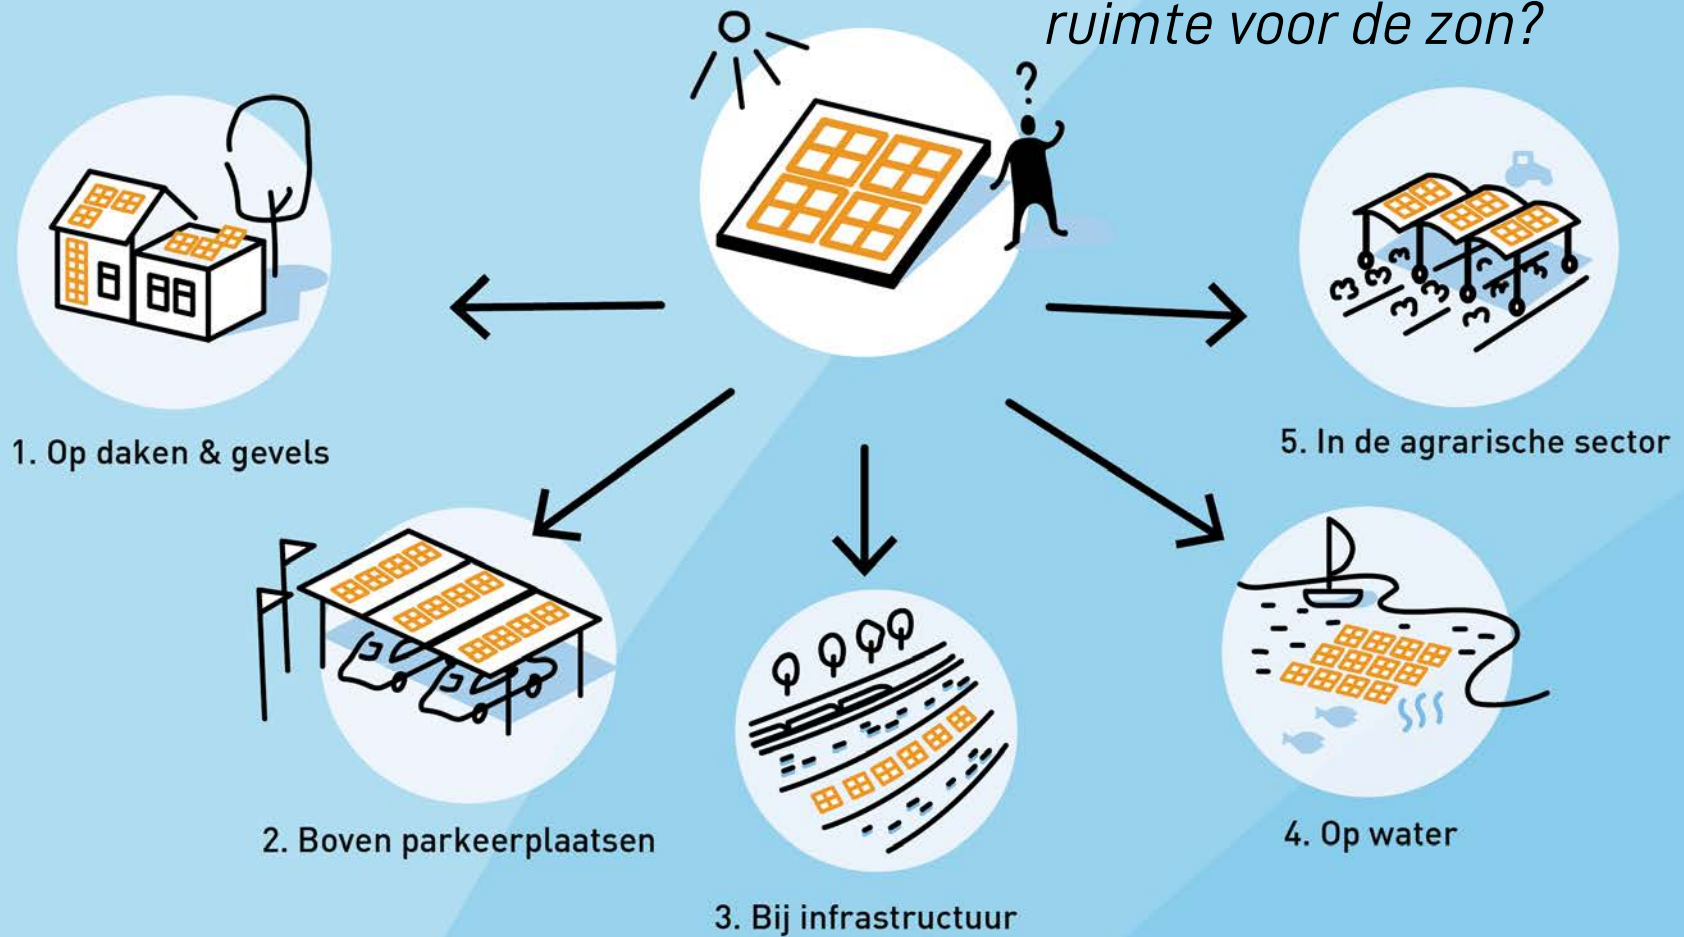 ruimte voor de zon?
?
1. Op daken & gevels
2. Boven parkeerplaatsen
3. Bij infrastructuur
4. Op water
5. In de agrarische sector